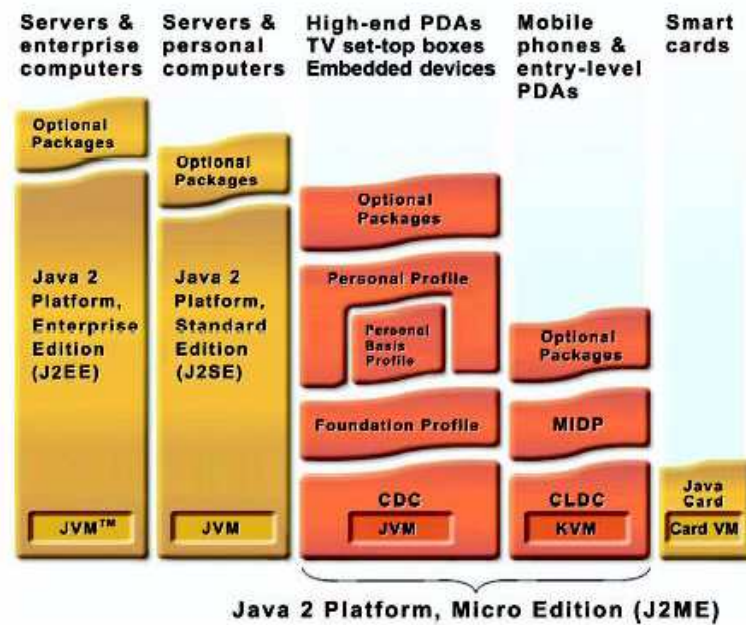 Servers &
enterprise
computers
Servers &
personal
computers
High-end PDAs
TV set-top boxes
Embedded devices
Mobile
phones &
entry-level
PDAs
Smart
cards
Optional
Packages
Java 2
Platform,
Enterprise
Edition
(J2EE)
JVM™
Optional
Packages
Java 2
Platform,
Standard
Edition
(J2SE)
JVM
Optional
Packages
Personal Profile
Personal
Basis
Profile
Foundation Profile
CDC
JVM
Optional
Packages
MIDP
CLDC
KVM
Java
Card
Card VM
Java 2 Platform, Micro Edition (J2ME)